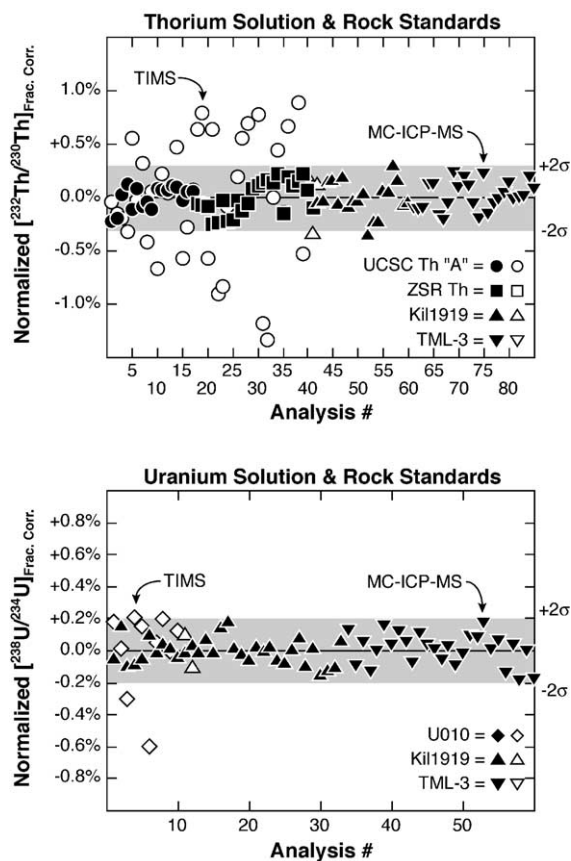 Thorium Solution & Rock Standards
Normalized [²³²Th/²³⁰Th]Frac. Corr.
1.0%
+0.5%
0.0%
-0.5%
-1.0%
TIMS
MC-ICP-MS
+2σ
-2σ
UCSC Th "A" = ● ○
ZSR Th = ■ □
Kil1919 = ▲ △
TML-3 = ▼ ▽
5 15 25 35 45 55 65 75
10 20 30 40 50 60 70 80
Analysis #
Uranium Solution & Rock Standards
Normalized [²³⁸U/²³⁴U]Frac. Corr.
+0.8%
+0.6%
+0.4%
+0.2%
0.0%
-0.2%
-0.4%
-0.6%
-0.8%
TIMS
MC-ICP-MS
+2σ
-2σ
U010 = ◆ ◇
Kil1919 = ▲ △
TML-3 = ▼ ▽
10 20 30 40 50
Analysis #